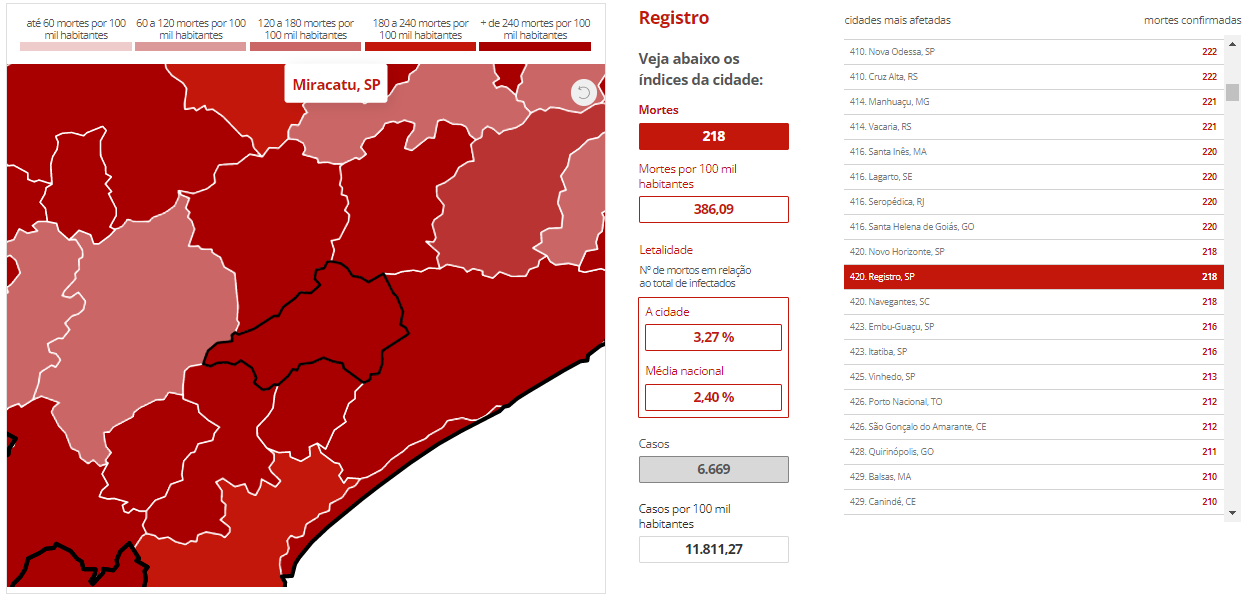 até 60 mortes por 100
mil habitantes
60 a 120 mortes por 100
mil habitantes
120 a 180 mortes por
100 mil habitantes
180 a 240 mortes por
100 mil habitantes
+ de 240 mortes por 100
mil habitantes
Miracatu, SP
Registro
Veja abaixo os
índices da cidade:
Mortes
218
Mortes por 100 mil
habitantes
386,09
Letalidade
Nº de mortos em relação
ao total de infectados
A cidade
3,27 %
Média nacional
2,40 %
Casos
6.669
Casos por 100 mil
habitantes
11.811,27
cidades mais afetadas mortes confirmadas
410. Nova Odessa, SP 222
410. Cruz Alta, RS 222
414. Manhuaçu, MG 221
414. Vacaria, RS 221
416. Santa Inês, MA 220
416. Lagarto, SE 220
416. Seropédica, RJ 220
416. Santa Helena de Goiás, GO 220
420. Novo Horizonte, SP 218
420. Registro, SP 218
420. Navegantes, SC 218
423. Embu-Guaçu, SP 216
423. Itatiba, SP 216
425. Vinhedo, SP 213
426. Porto Nacional, TO 212
426. São Gonçalo do Amarante, CE 212
428. Quirinópolis, GO 211
429. Balsas, MA 210
429. Canindé, CE 210